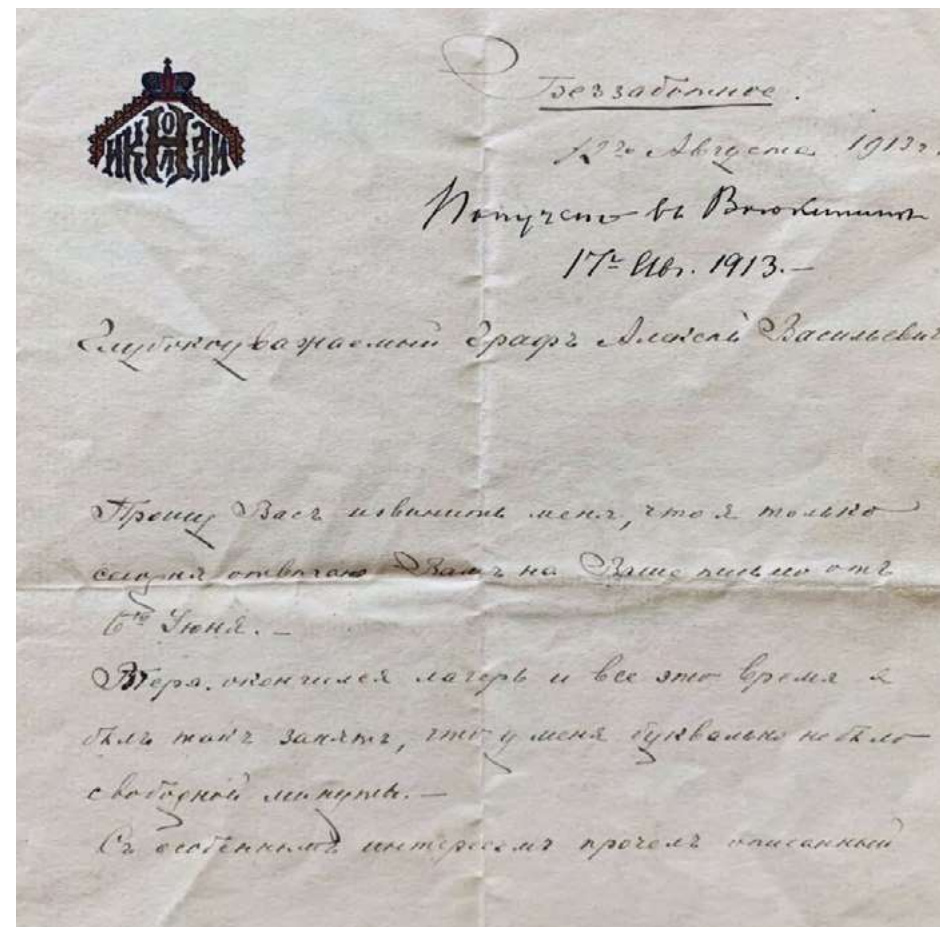 НИКОЛАЙ
Беззаботное.
12го Августа 1913 г.
Получено въ
17го Авг. 1913. —
Глубокоуважаемый Графъ Алексѣй Васильевичъ
Прошу Васъ извинить меня, что я только
сегодня отвѣчаю Вамъ на Ваше письмо отъ
6го Іюня. —
Вчера окончился лагерь и все это время я
былъ такъ занятъ, что у меня буквально не было
свободной минуты. —
Съ особеннымъ интересомъ прочелъ описанный